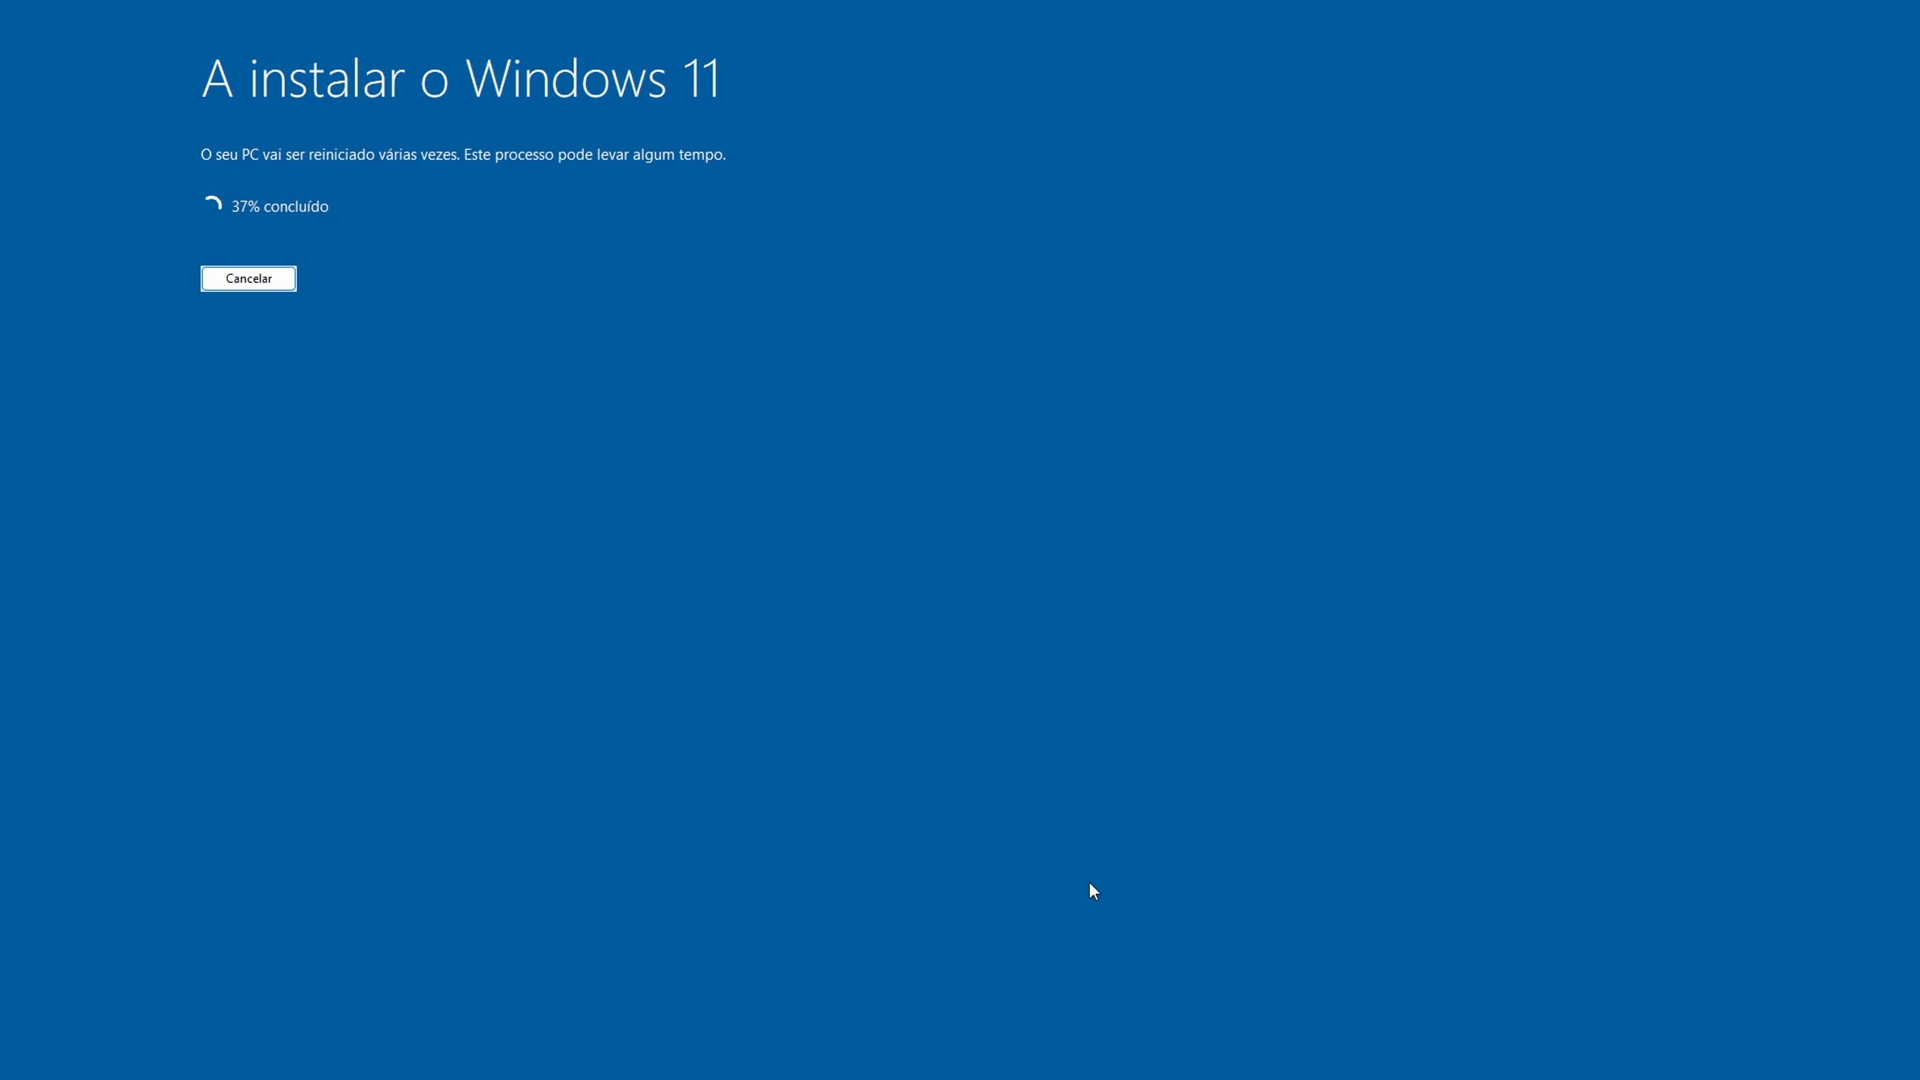 A instalar o Windows 11
O seu PC vai ser reiniciado várias vezes. Este processo pode levar algum tempo.
37% concluído
Cancelar